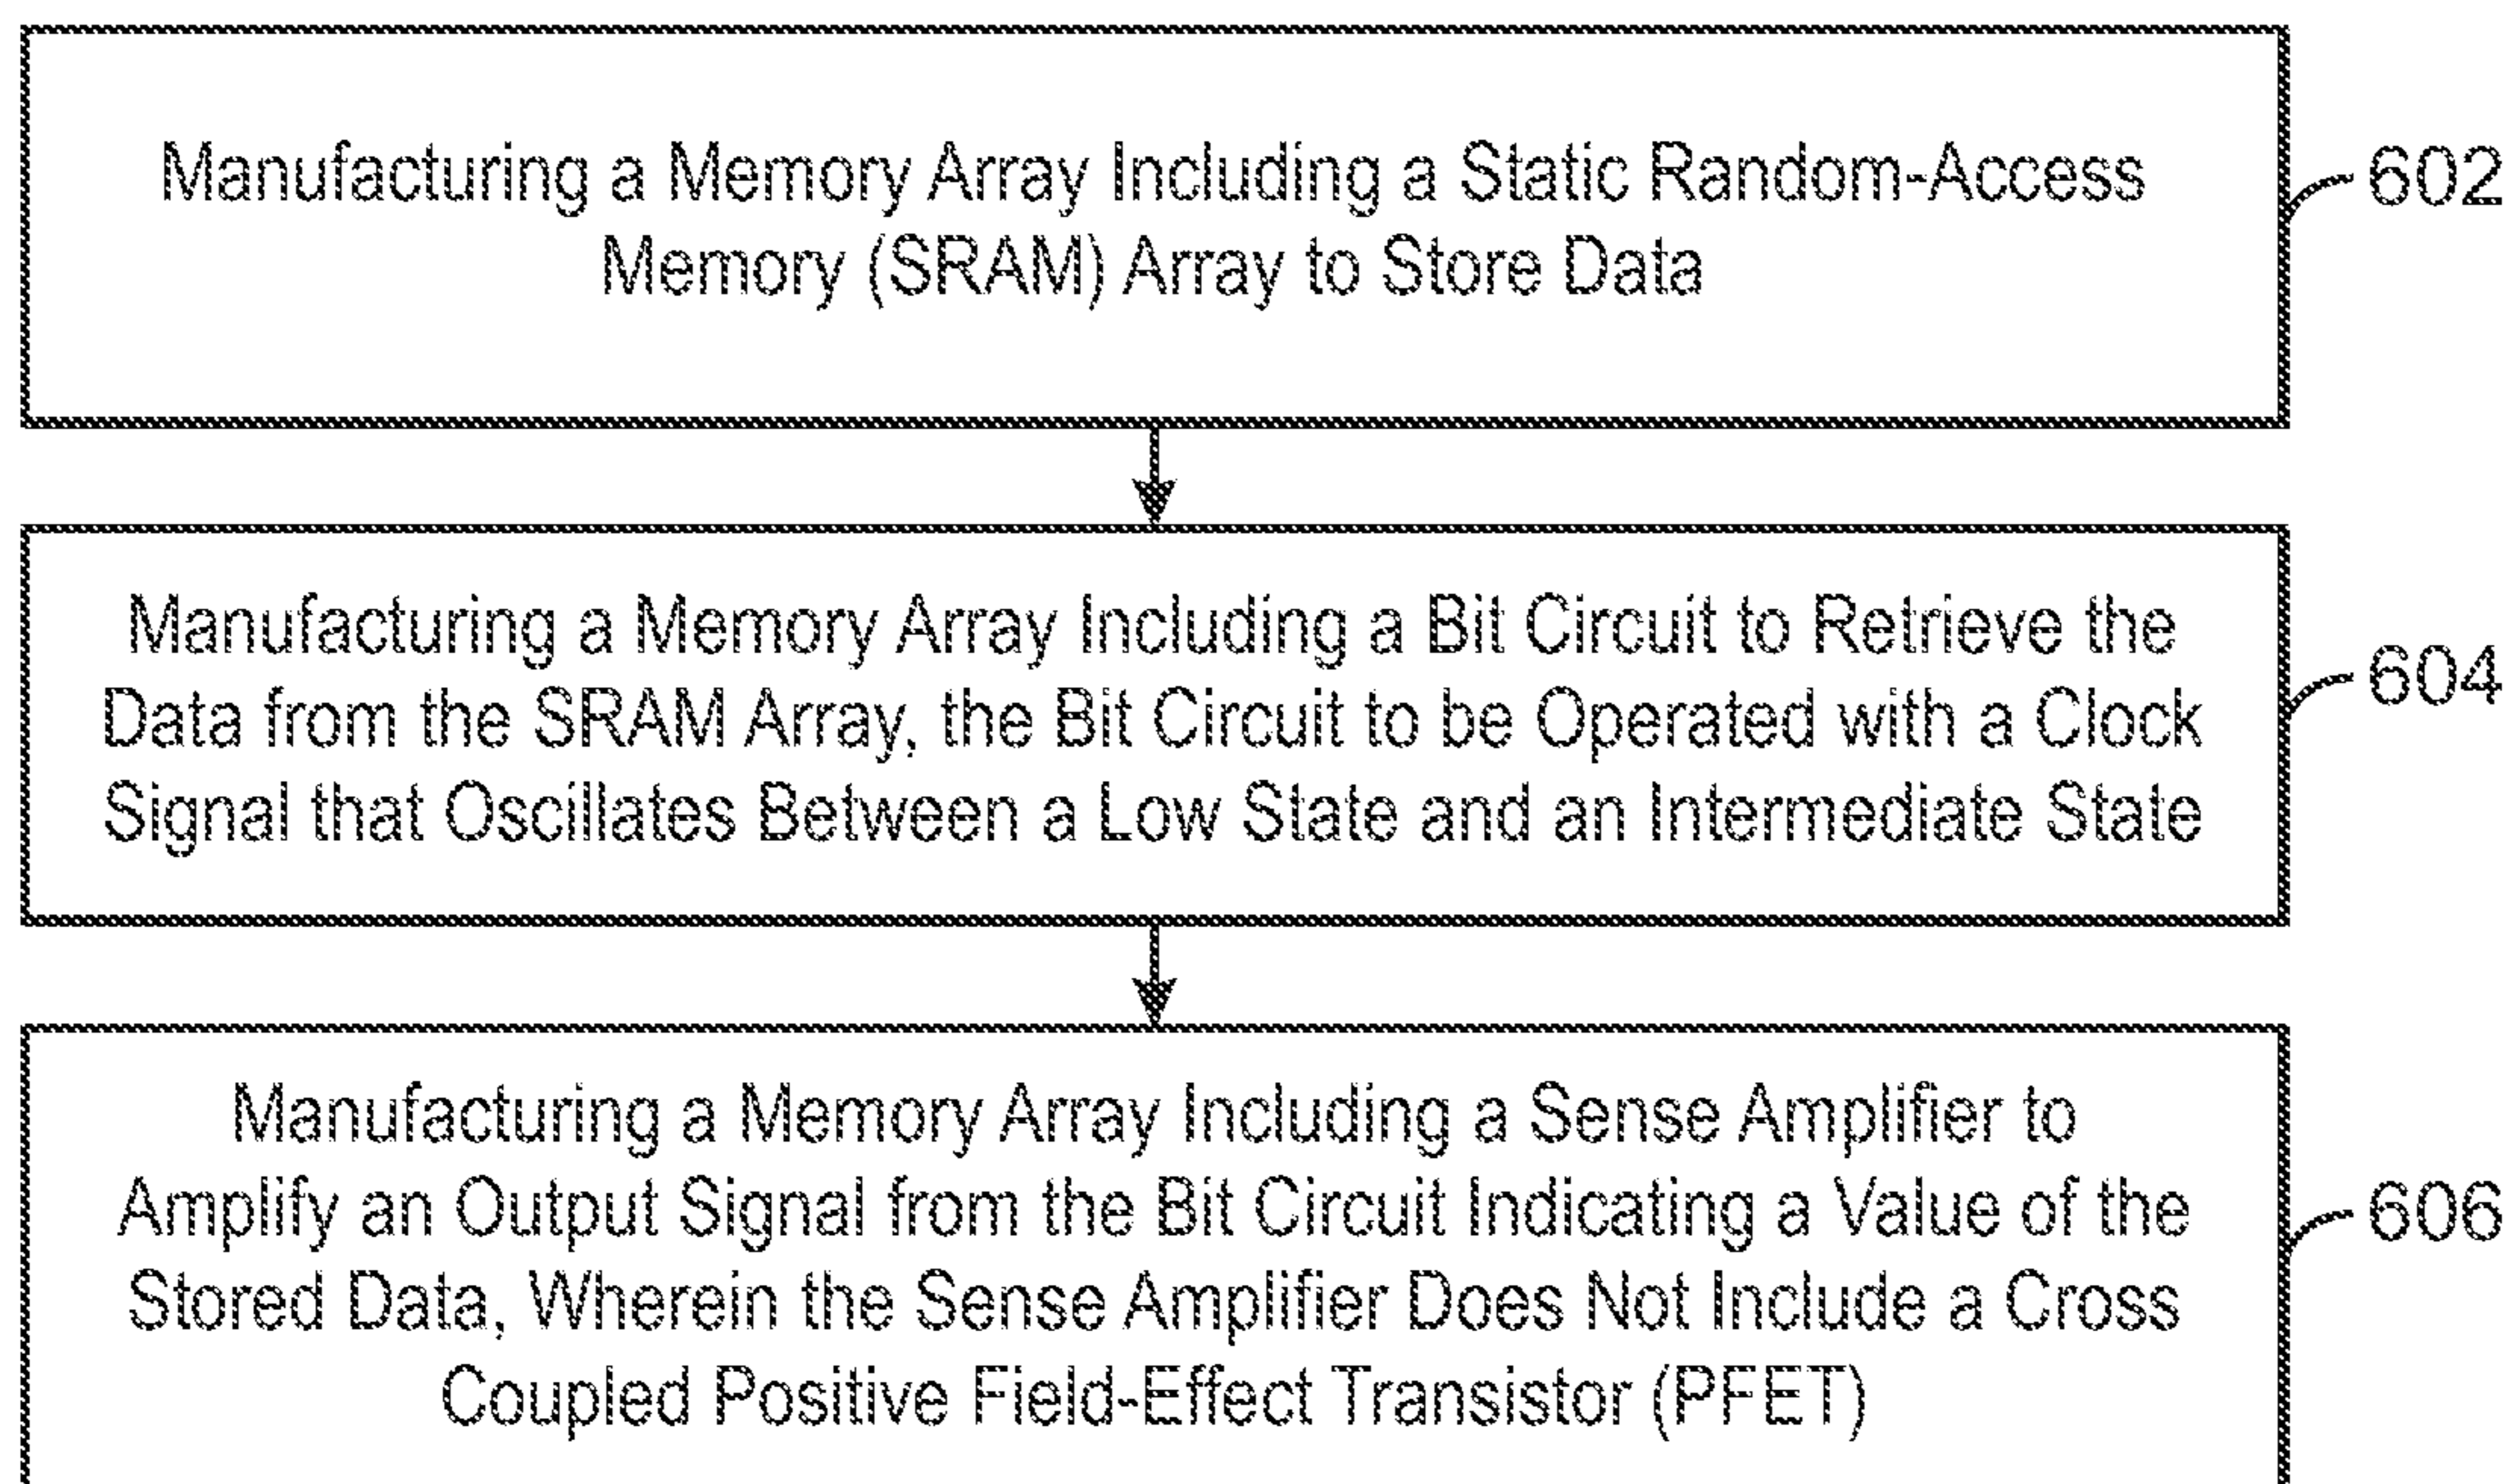 Manufacturing a Memory Array Including a Static Random-Access
Memory (SRAM) Array to Store Data
602
Manufacturing a Memory Array Including a Bit Circuit to Retrieve the
Data from the SRAM Array, the Bit Circuit to be Operated with a Clock
Signal that Oscillates Between a Low State and an Intermediate State
604
Manufacturing a Memory Array Including a Sense Amplifier to
Amplify an Output Signal from the Bit Circuit Indicating a Value of the
Stored Data, Wherein the Sense Amplifier Does Not Include a Cross
Coupled Positive Field-Effect Transistor (PFET)
606